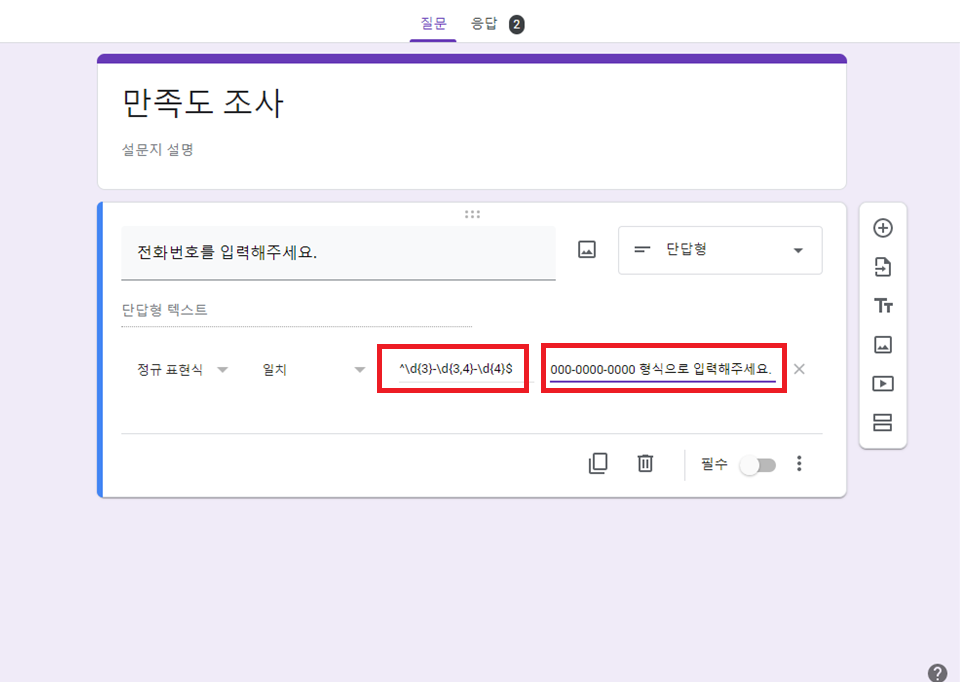 질문 응답 2
만족도 조사
설문지 설명
전화번호를 입력해주세요. 단답형
단답형 텍스트
정규 표현식 일치 ^\d{3}-\d{3,4)-\d{4}$ 000-0000-0000 형식으로 입력해주세요.
필수